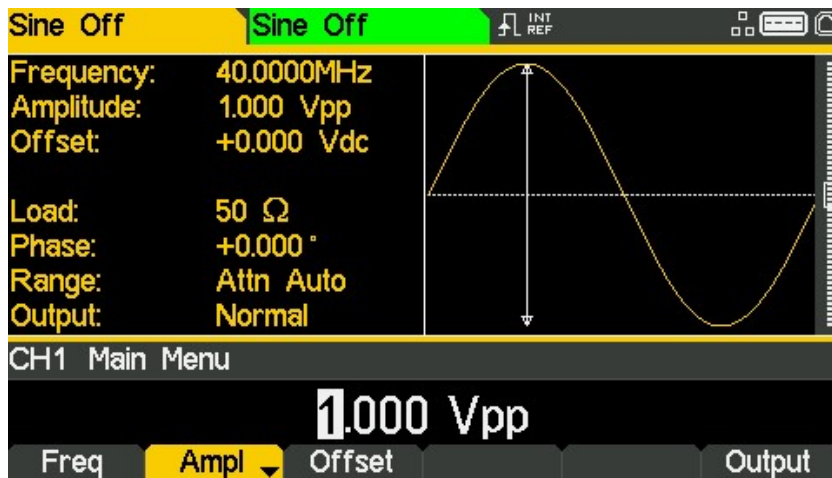 Sine Off Sine Off INT REF
Frequency: 40.0000MHz
Amplitude: 1.000 Vpp
Offset: +0.000 Vdc
Load: 50 Ω
Phase: +0.000 °
Range: Attn Auto
Output: Normal
CH1 Main Menu
1.000 Vpp
Freq Ampl Offset Output